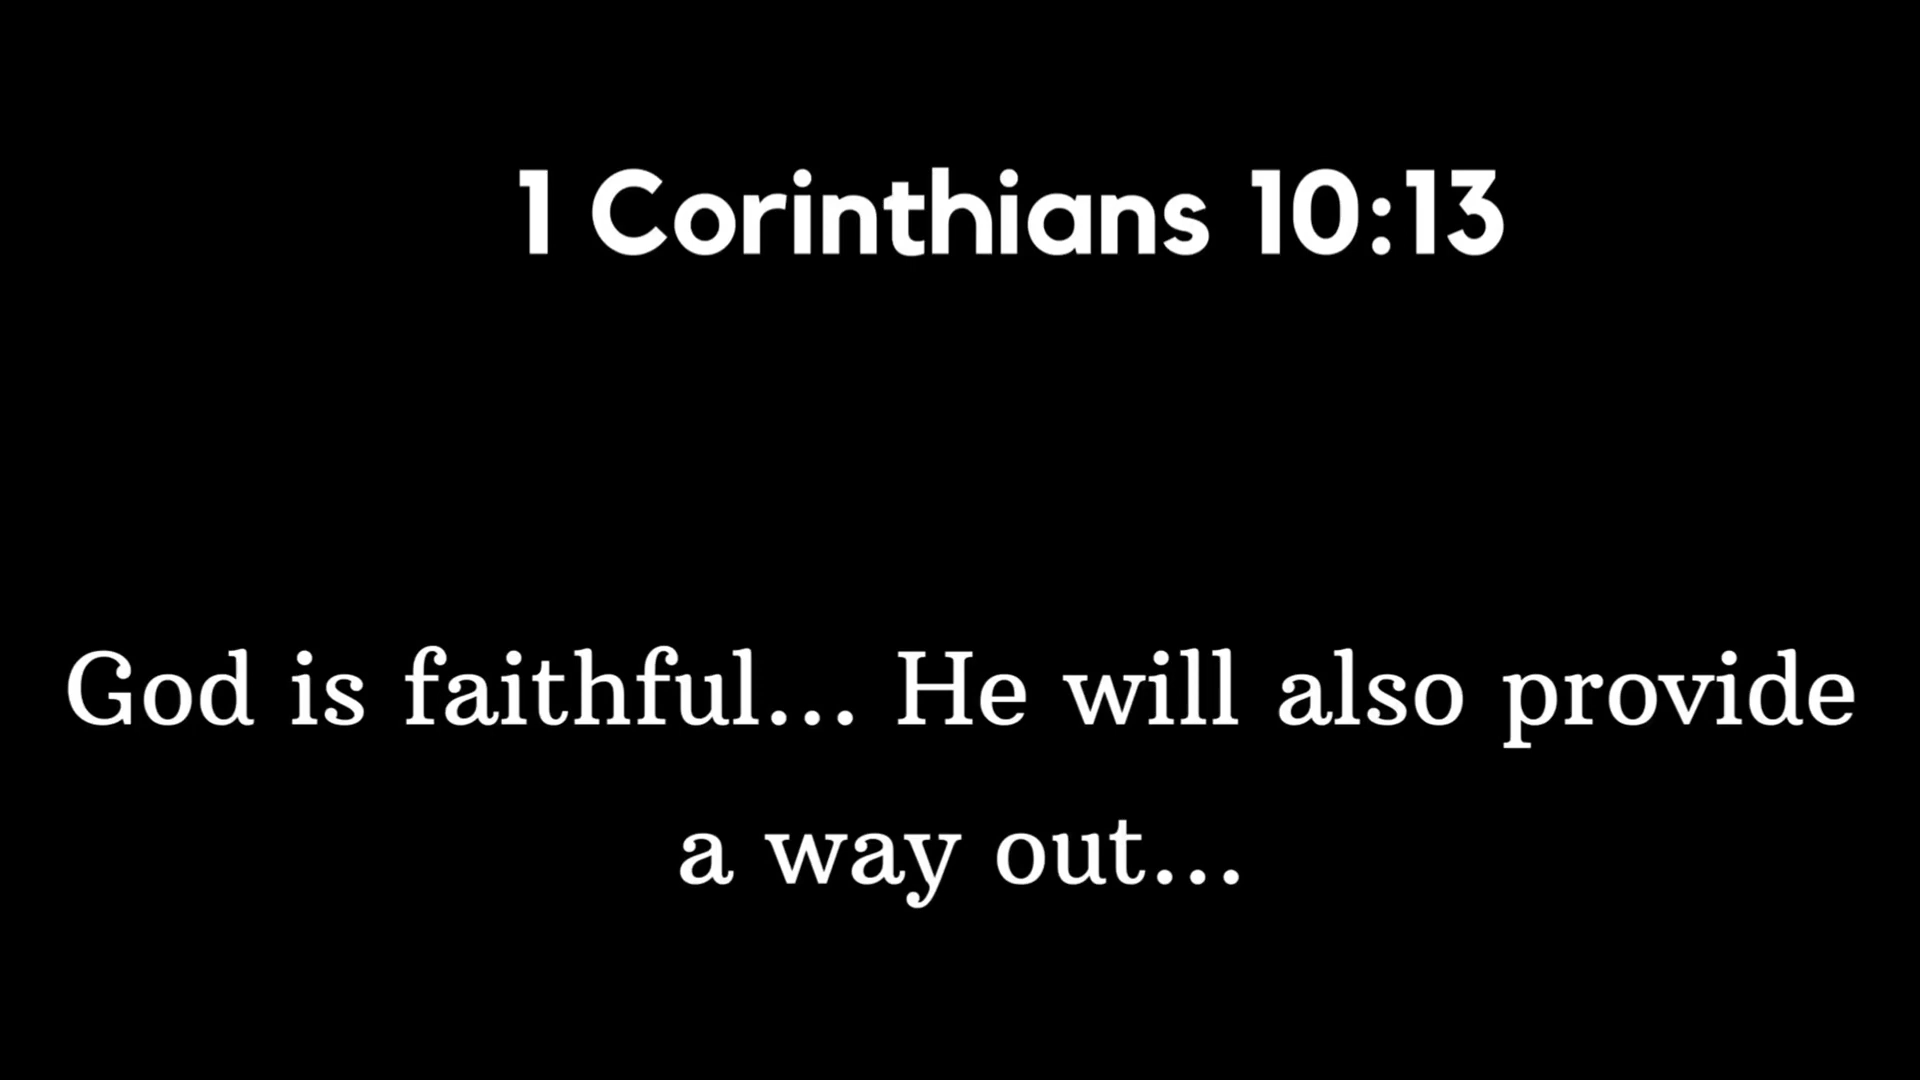 1 Corinthians 10:13
God is faithful... He will also provide
a way out...